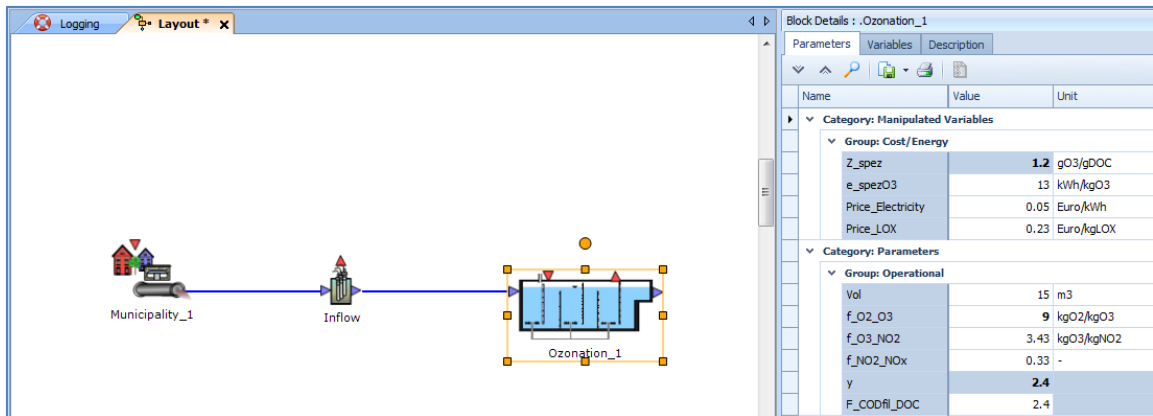 Logging
Layout *
Municipality_1
Inflow
Ozonation_1
Block Details : .Ozonation_1
Parameters Variables Description
Name Value Unit
Category: Manipulated Variables
Group: Cost/Energy
Z_spez 1.2 gO3/gDOC
e_spezO3 13 kWh/kgO3
Price_Electricity 0.05 Euro/kWh
Price_LOX 0.23 Euro/kgLOX
Category: Parameters
Group: Operational
Vol 15 m3
f_O2_O3 9 kgO2/kgO3
f_O3_NO2 3.43 kgO3/kgNO2
f_NO2_NOx 0.33 -
y 2.4
F_CODfil_DOC 2.4